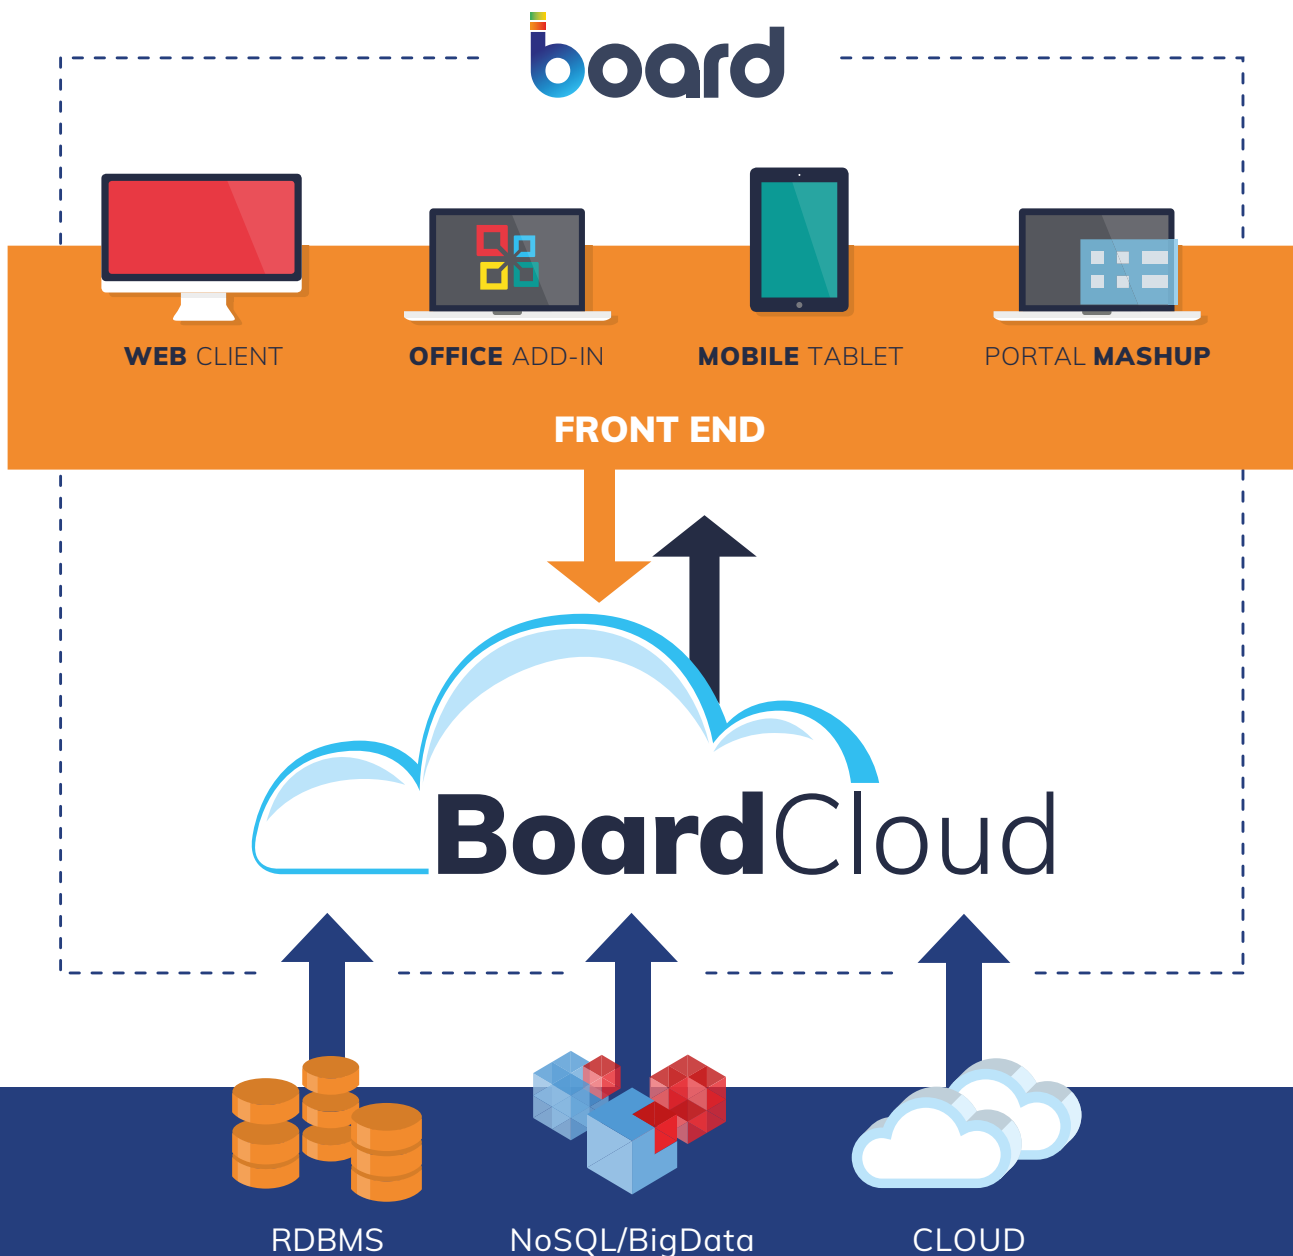 board
WEB CLIENT
OFFICE ADD-IN
MOBILE TABLET
PORTAL MASHUP
FRONT END
BoardCloud
RDBMS
NoSQL/BigData
CLOUD